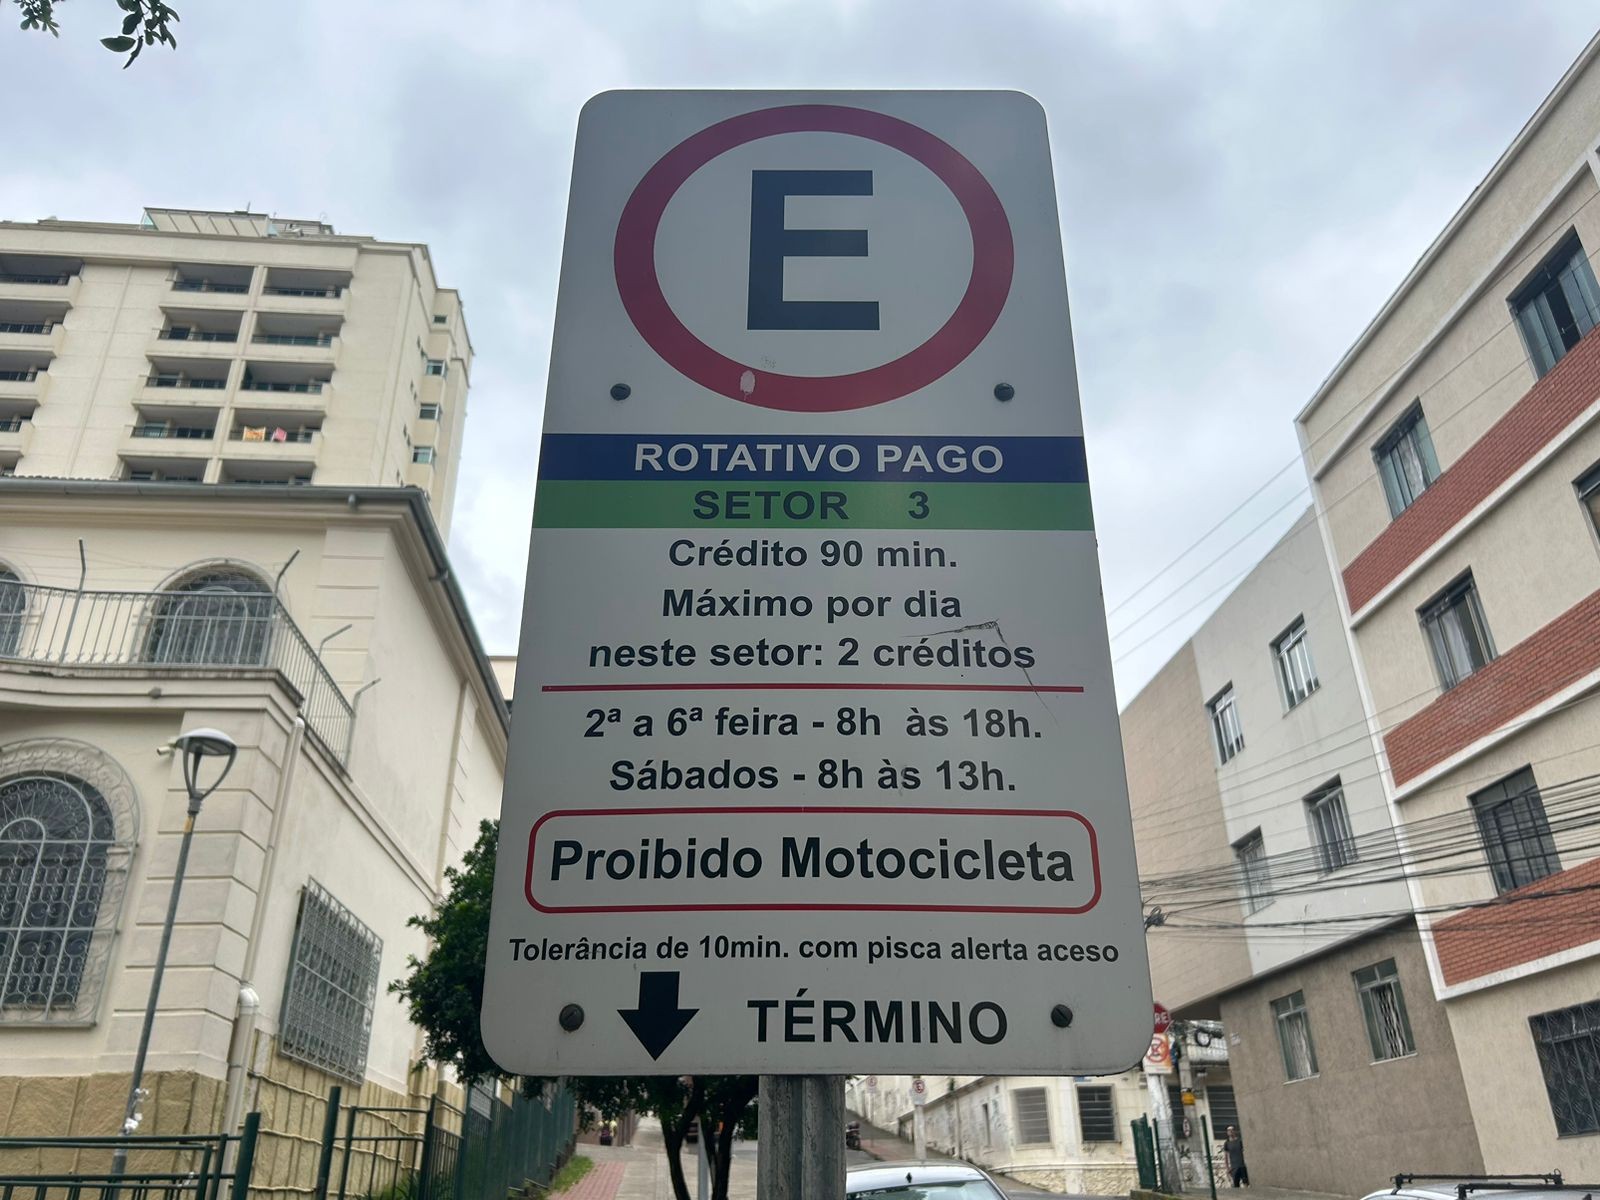 E
ROTATIVO PAGO
SETOR 3
Crédito 90 min.
Máximo por dia
neste setor: 2 créditos
2ª a 6ª feira - 8h às 18h.
Sábados - 8h às 13h.
Proibido Motocicleta
Tolerância de 10min. com pisca alerta aceso
TÉRMINO